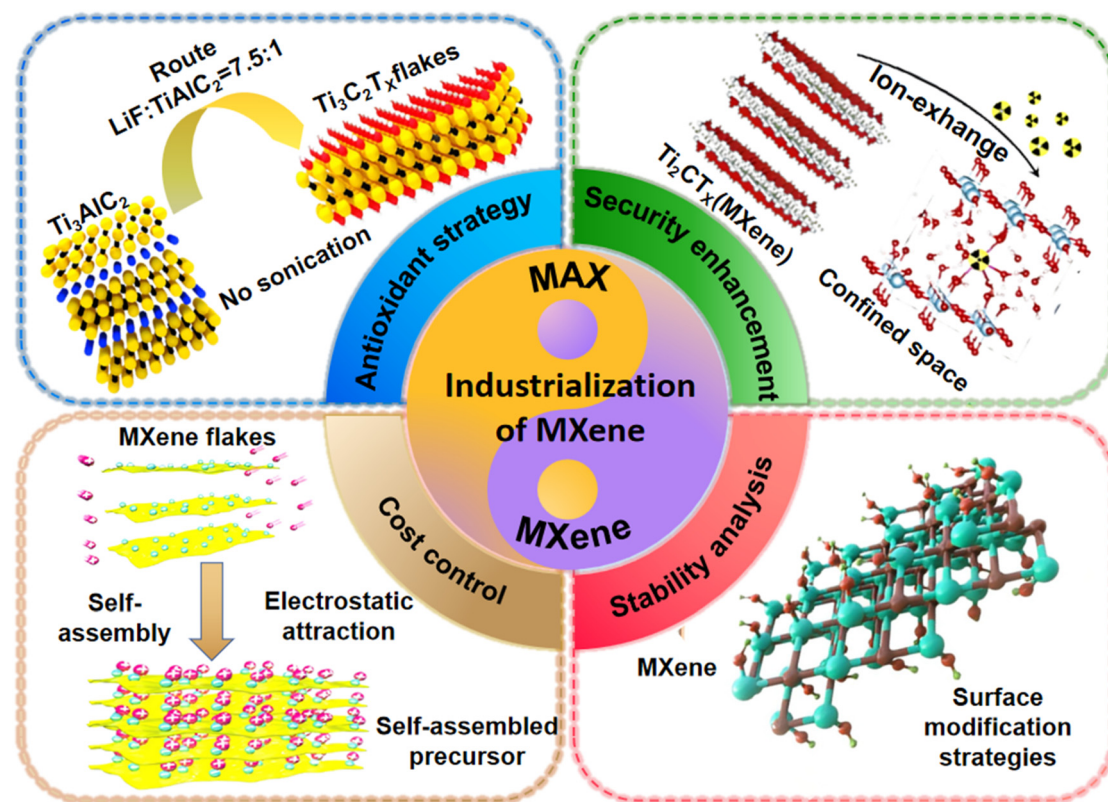 Route
LiF:TiAlC₂=7.5:1
Ti₃C₂Tₓflakes
Ti₃AlC₂
No sonication
Antioxidant strategy
Ion-exhange
Ti₂CTₓ(MXene)
Confined space
Security enhancement
MAX
Industrialization
of MXene
MXene
MXene flakes
Self-
assembly
Electrostatic
attraction
Self-assembled
precursor
Cost control
Stability analysis
MXene
Surface
modification
strategies